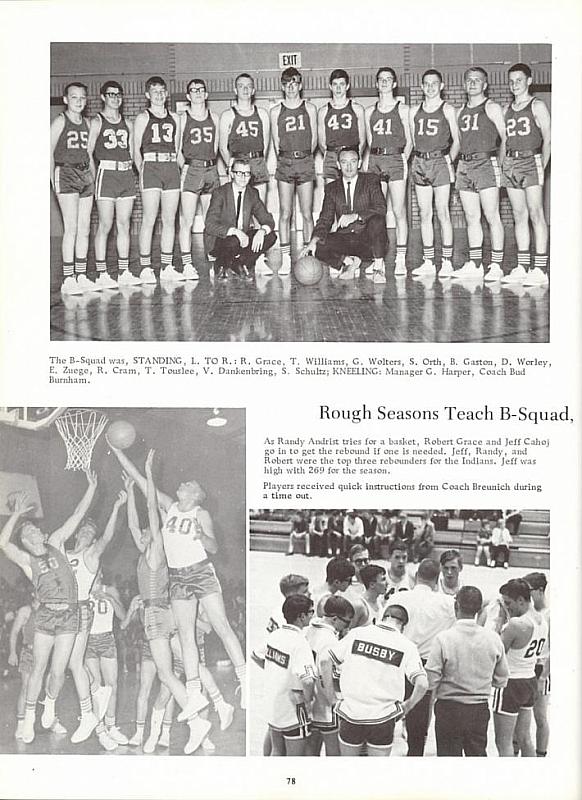 EXIT
25 33 13 35 45 21 43 41 15 31 23
The B-Squad was, STANDING, L. TO R.: R. Grace, T. Williams, G. Wolters, S. Orth, B. Gaston, D. Worley,
E. Zuege, R. Cram, T. Touslee, V. Dankenbring, S. Schultz; KNEELING: Manager G. Harper, Coach Bud
Burnham.
Rough Seasons Teach B-Squad,
As Randy Andrist tries for a basket, Robert Grace and Jeff Cahoj
go in to get the rebound if one is needed. Jeff, Randy, and
Robert were the top three rebounders for the Indians. Jeff was
high with 269 for the season.
Players received quick instructions from Coach Breunich during
a time out.
40
BUSBY
20
78